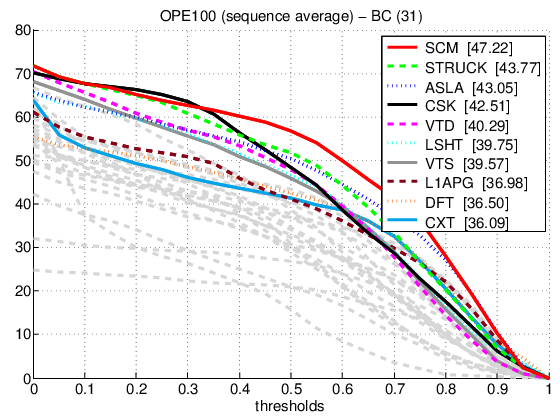 OPE100 (sequence average) – BC (31)
80
70
60
50
40
30
20
10
0
SCM [47.22]
STRUCK [43.77]
ASLA [43.05]
CSK [42.51]
VTD [40.29]
LSHT [39.75]
VTS [39.57]
L1APG [36.98]
DFT [36.50]
CXT [36.09]
0 0.1 0.2 0.3 0.4 0.5 0.6 0.7 0.8 0.9 1
thresholds